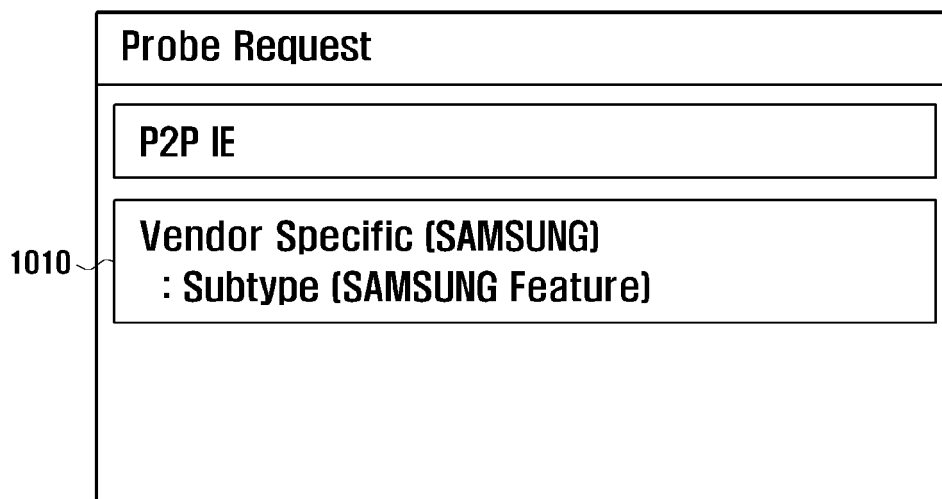 Probe Request
P2P IE
Vendor Specific (SAMSUNG)
: Subtype (SAMSUNG Feature)
1010